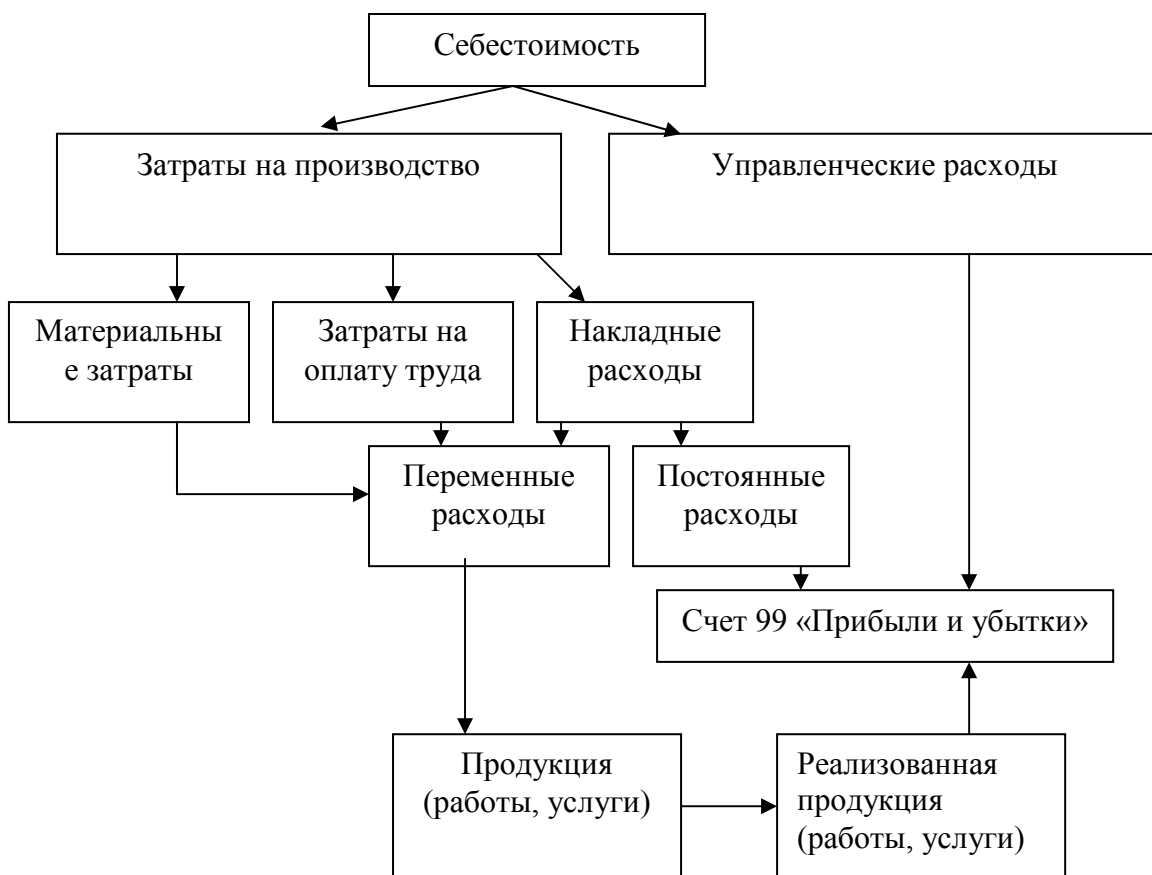 Себестоимость
Затраты на производство
Управленческие расходы
Материальны
е затраты
Затраты на
оплату труда
Накладные
расходы
Переменные
расходы
Постоянные
расходы
Счет 99 «Прибыли и убытки»
Продукция
(работы, услуги)
Реализованная
продукция
(работы, услуги)